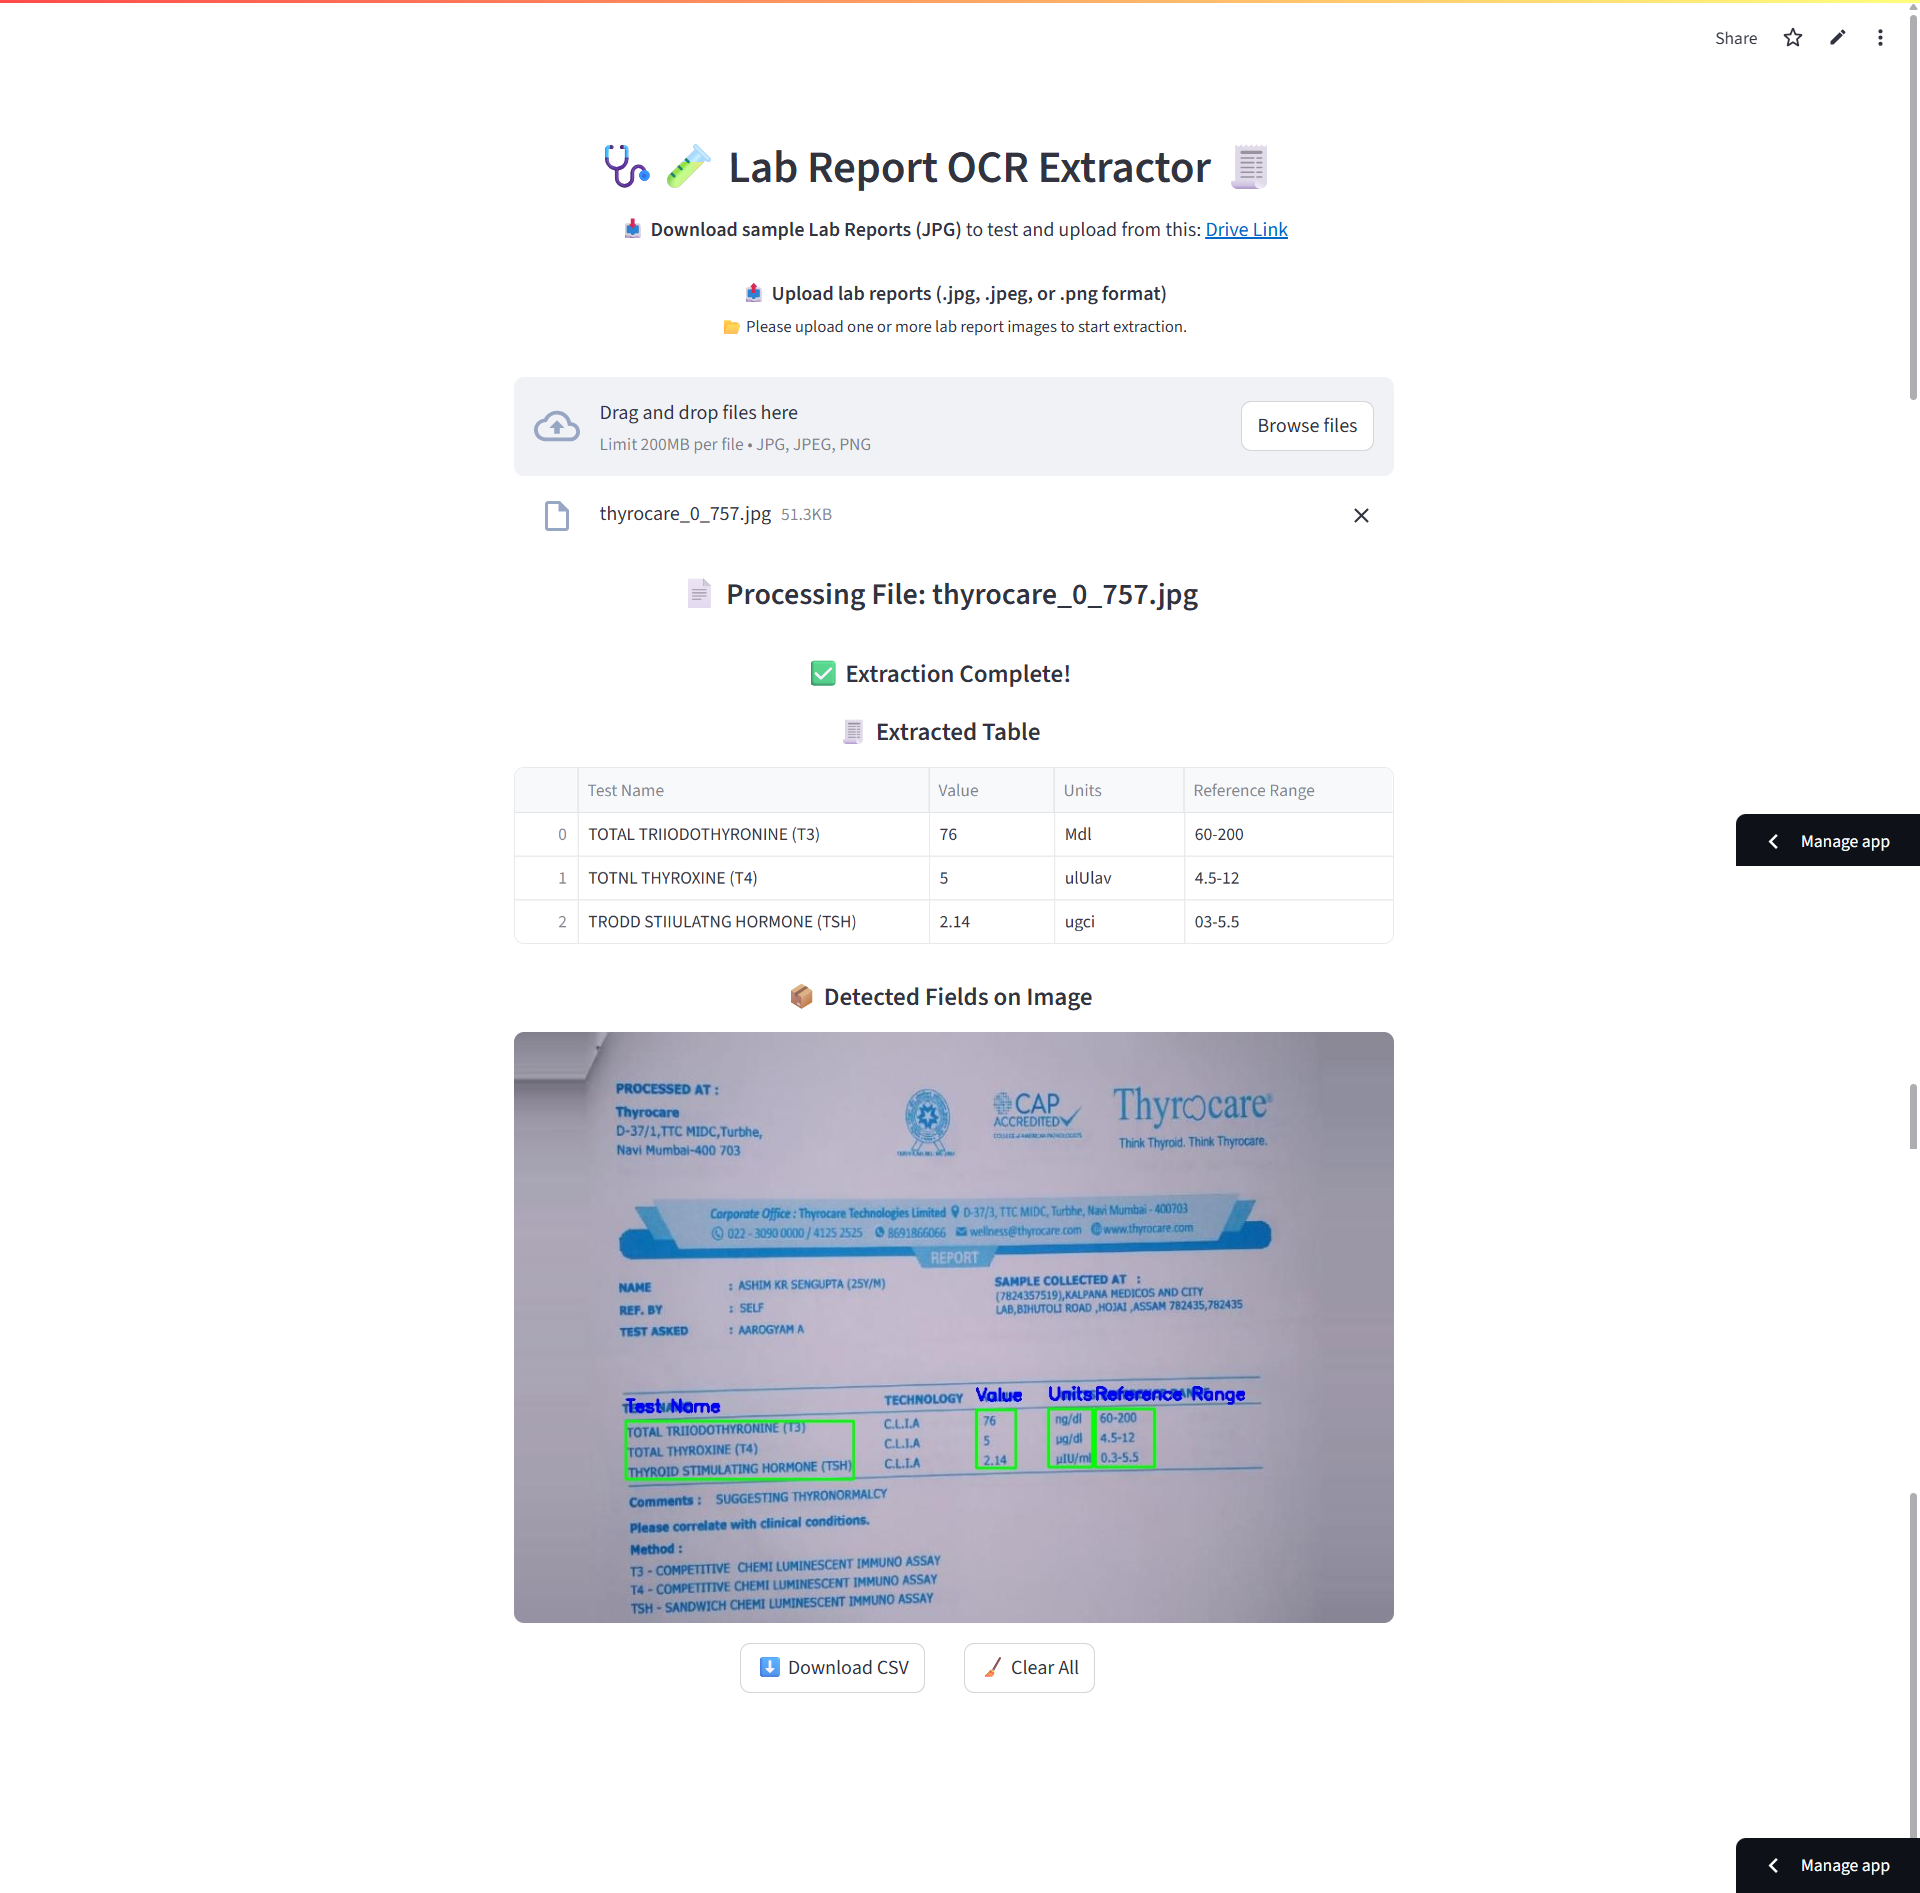 Share
Lab Report OCR Extractor
Download sample Lab Reports (JPG) to test and upload from this: Drive Link
Upload lab reports (.jpg, .jpeg, or .png format)
Please upload one or more lab report images to start extraction.
Drag and drop files here
Limit 200MB per file • JPG, JPEG, PNG
Browse files
thyrocare_0_757.jpg 51.3KB
Processing File: thyrocare_0_757.jpg
Extraction Complete!
Extracted Table
Test Name Value Units Reference Range
0 TOTAL TRIIODOTHYRONINE (T3) 76 Mdl 60-200
1 TOTNL THYROXINE (T4) 5 ulUlav 4.5-12
2 TRODD STIIULATNG HORMONE (TSH) 2.14 ugci 03-5.5
Manage app
Detected Fields on Image
PROCESSED AT :
Thyrocare
D-37/1,TTC MIDC,Turbhe,
Navi Mumbai-400 703
CAP
ACCREDITED
COLLEGE of AMERICAN PATHOLOGISTS
Thyrocare
Think Thyroid. Think Thyrocare.
Corporate Office : Thyrocare Technologies Limited D-37/3, TTC MIDC, Turbhe, Navi Mumbai - 400703
022 - 3090 0000 / 4125 2525 8691866066 wellness@thyrocare.com www.thyrocare.com
REPORT
NAME : ASHIM KR SENGUPTA (25Y/M)
REF. BY : SELF
TEST ASKED : AAROGYAM A
SAMPLE COLLECTED AT :
(7824357519),KALPANA MEDICOS AND CITY
LAB,BIHUTOLI ROAD ,HOJAI ,ASSAM 782435,782435
Test Name TECHNOLOGY Value Units Reference Range
TOTAL TRIIODOTHYRONINE (T3) C.L.I.A 76 ng/dl 60-200
TOTAL THYROXINE (T4) C.L.I.A 5 µg/dl 4.5-12
THYROID STIMULATING HORMONE (TSH) C.L.I.A 2.14 µIU/ml 0.3-5.5
Comments : SUGGESTING THYRONORMALCY
Please correlate with clinical conditions.
Method :
T3 - COMPETITIVE CHEMI LUMINESCENT IMMUNO ASSAY
T4 - COMPETITIVE CHEMI LUMINESCENT IMMUNO ASSAY
TSH - SANDWICH CHEMI LUMINESCENT IMMUNO ASSAY
Download CSV
Clear All
Manage app